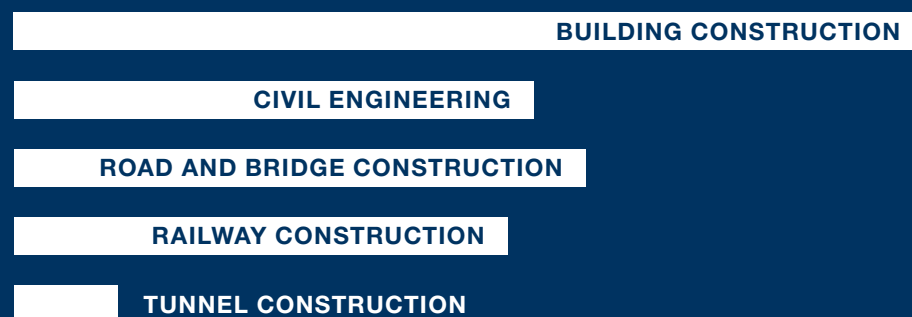 BUILDING CONSTRUCTION
CIVIL ENGINEERING
ROAD AND BRIDGE CONSTRUCTION
RAILWAY CONSTRUCTION
TUNNEL CONSTRUCTION